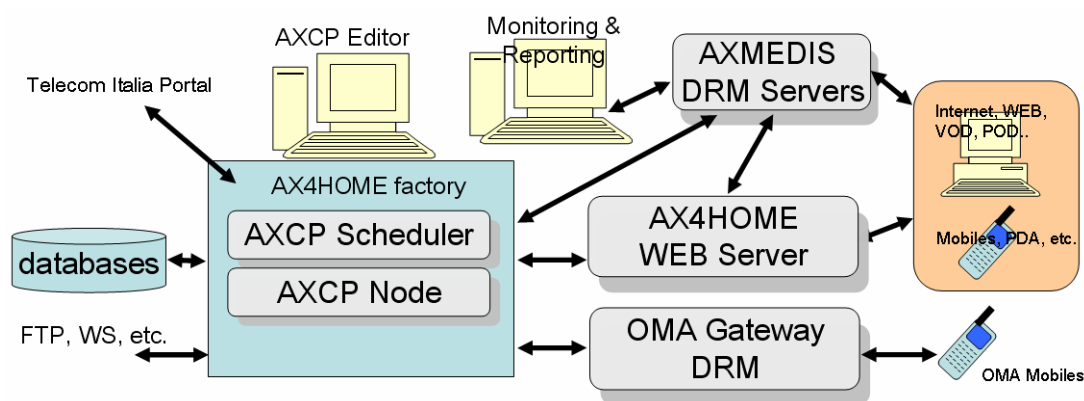 AXCP Editor
Monitoring &
Reporting
AXMEDIS
DRM Servers
Telecom Italia Portal
Internet, WEB,
VOD, POD..
AX4HOME factory
AXCP Scheduler
AX4HOME
WEB Server
Mobiles, PDA, etc.
databases
AXCP Node
FTP, WS, etc.
OMA Gateway
DRM
OMA Mobiles